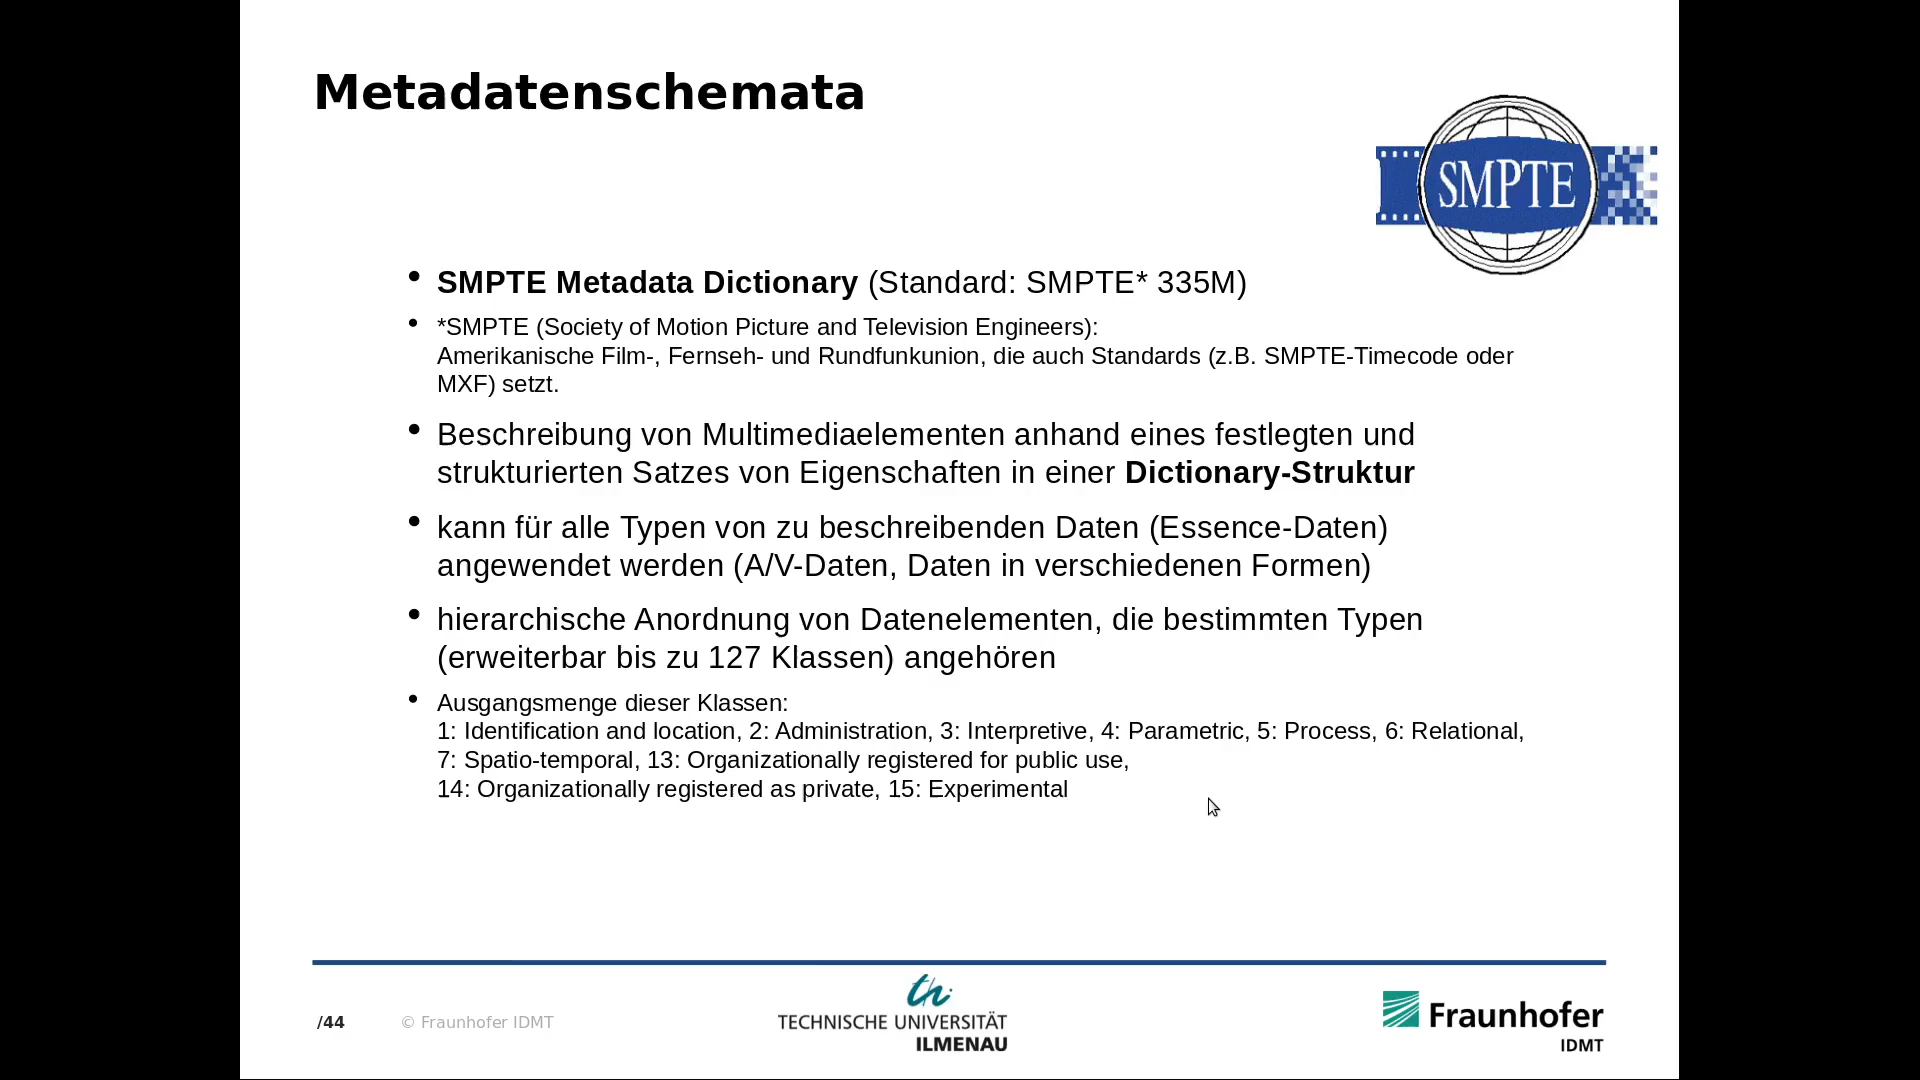 Metadatenschemata
SMPTE
• SMPTE Metadata Dictionary (Standard: SMPTE* 335M)
• *SMPTE (Society of Motion Picture and Television Engineers):
Amerikanische Film-, Fernseh- und Rundfunkunion, die auch Standards (z.B. SMPTE-Timecode oder
MXF) setzt.
• Beschreibung von Multimediaelementen anhand eines festlegten und
strukturierten Satzes von Eigenschaften in einer Dictionary-Struktur
• kann für alle Typen von zu beschreibenden Daten (Essence-Daten)
angewendet werden (A/V-Daten, Daten in verschiedenen Formen)
• hierarchische Anordnung von Datenelementen, die bestimmten Typen
(erweiterbar bis zu 127 Klassen) angehören
• Ausgangsmenge dieser Klassen:
1: Identification and location, 2: Administration, 3: Interpretive, 4: Parametric, 5: Process, 6: Relational,
7: Spatio-temporal, 13: Organizationally registered for public use,
14: Organizationally registered as private, 15: Experimental
/44
© Fraunhofer IDMT
th
TECHNISCHE UNIVERSITÄT
ILMENAU
Fraunhofer
IDMT